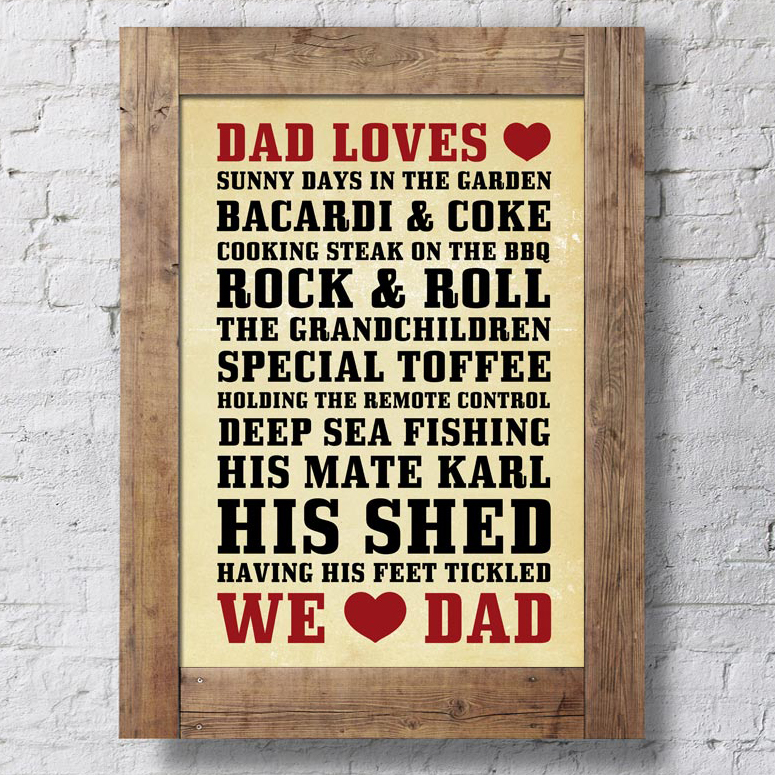 DAD LOVES ♥
SUNNY DAYS IN THE GARDEN
BACARDI & COKE
COOKING STEAK ON THE BBQ
ROCK & ROLL
THE GRANDCHILDREN
SPECIAL TOFFEE
HOLDING THE REMOTE CONTROL
DEEP SEA FISHING
HIS MATE KARL
HIS SHED
HAVING HIS FEET TICKLED
WE ♥ DAD